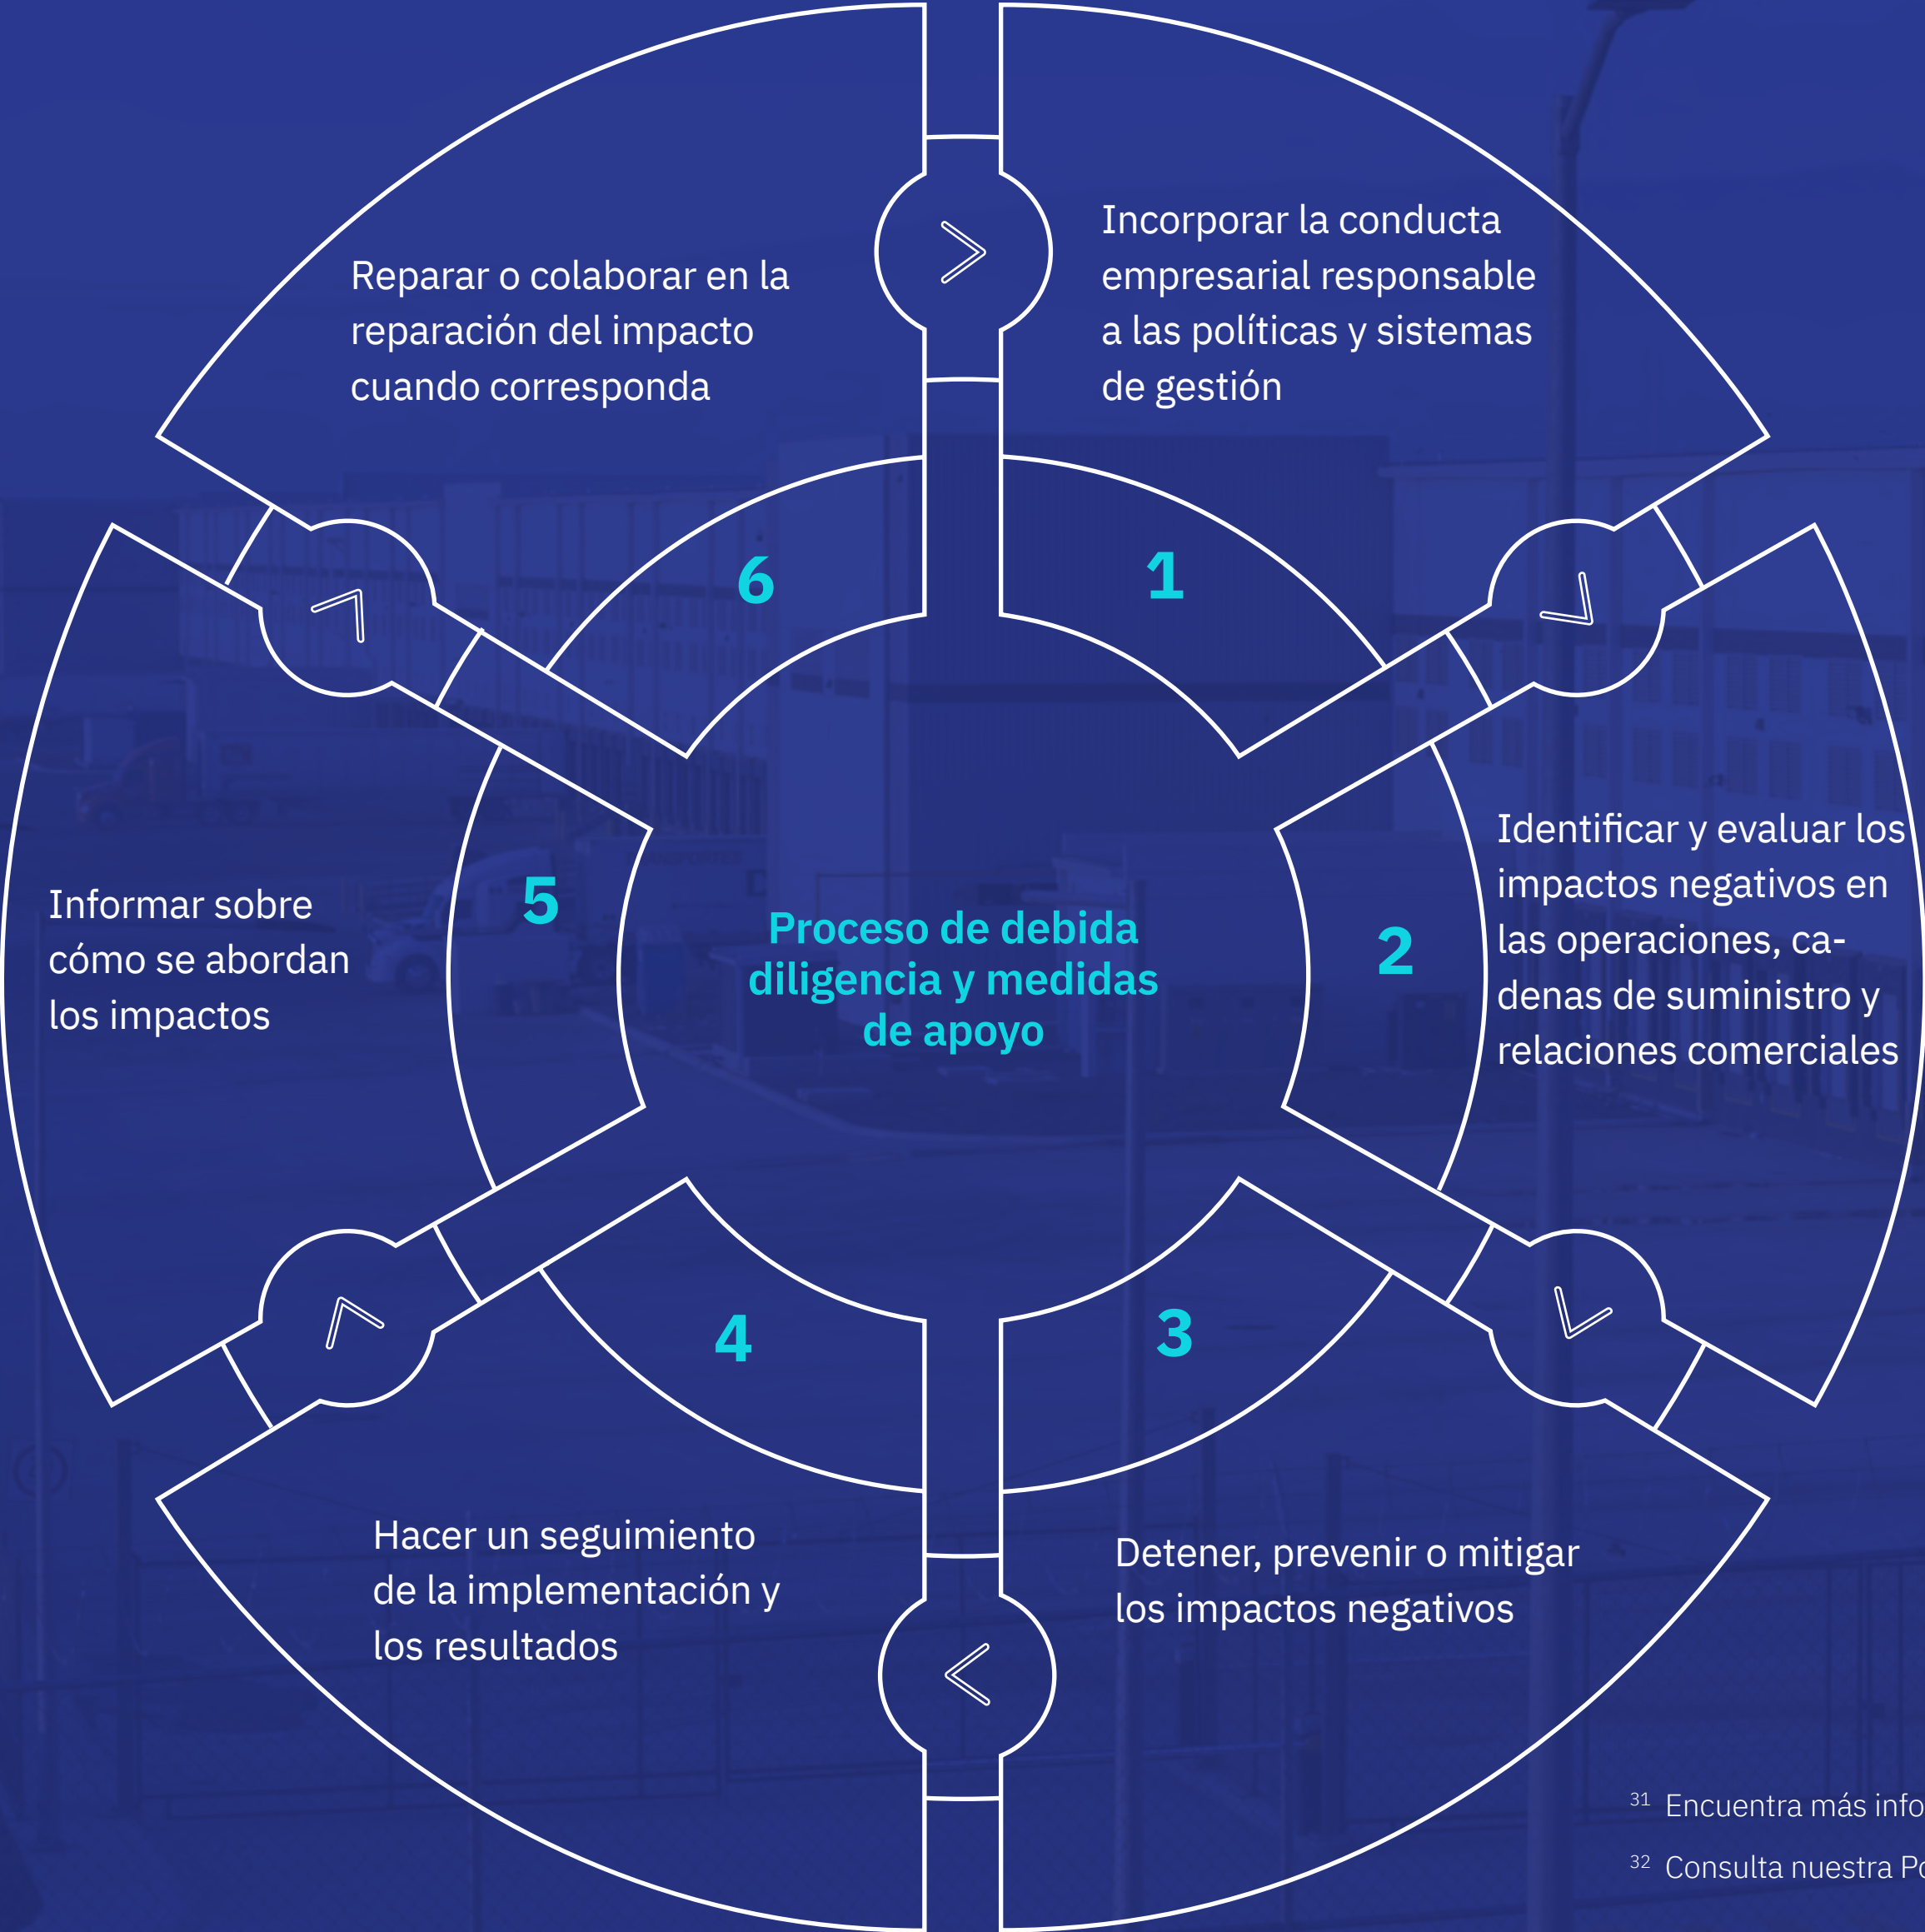 Incorporar la conducta
empresarial responsable
a las políticas y sistemas
de gestión
1
Identificar y evaluar los
impactos negativos en
las operaciones, ca-
denas de suministro y
relaciones comerciales
2
Detener, prevenir o mitigar
los impactos negativos
3
Hacer un seguimiento
de la implementación y
los resultados
4
Informar sobre
cómo se abordan
los impactos
5
Reparar o colaborar en la
reparación del impacto
cuando corresponda
6
Proceso de debida
diligencia y medidas
de apoyo
31 Encuentra más
32 Consulta nuestra